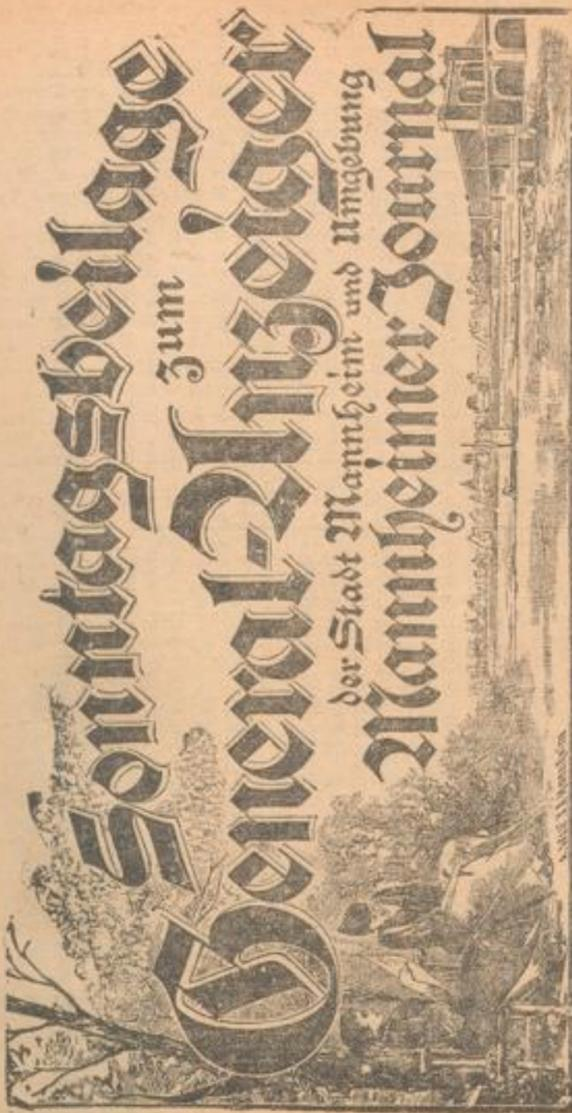 Sonntagsbeilage
zum
General-Anzeiger
der Stadt Mannheim und Umgebung
Mannheimer Journal